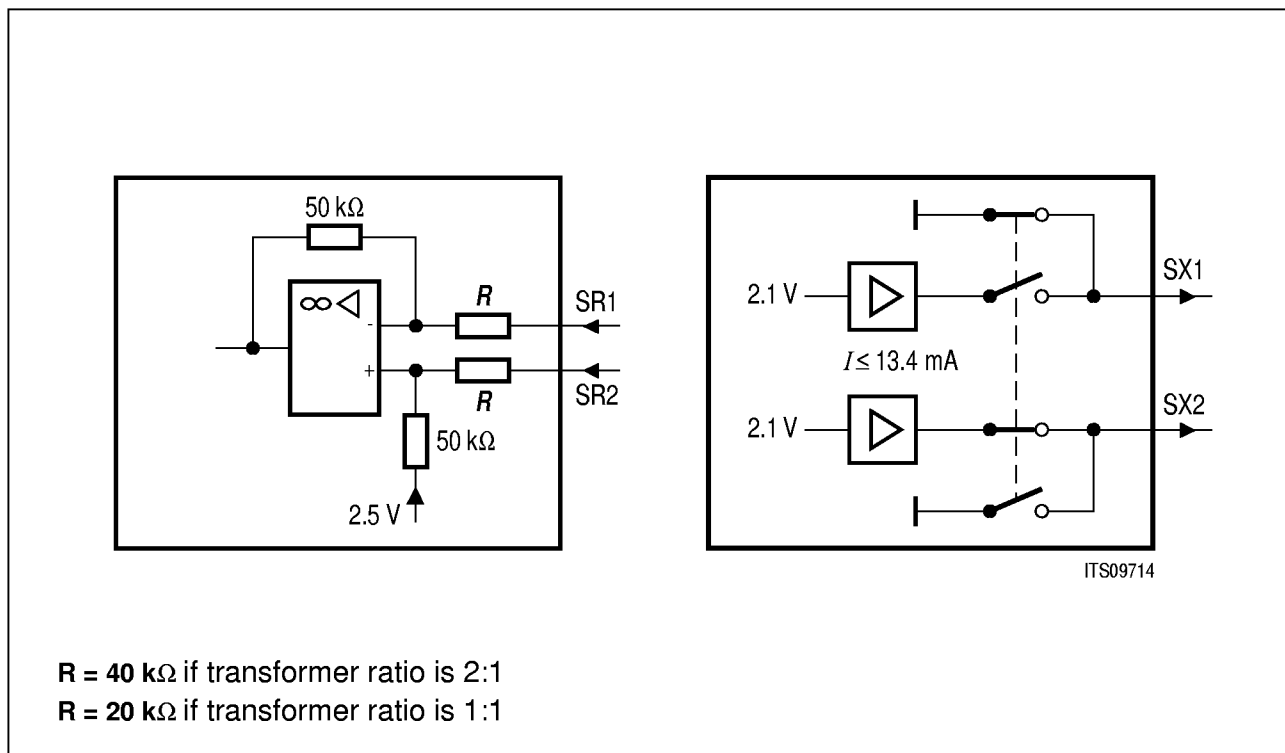 50 kΩ
∞
-
+
R
SR1
R
SR2
50 kΩ
2.5 V
2.1 V
SX1
I ≤ 13.4 mA
2.1 V
SX2
ITS09714
R = 40 kΩ if transformer ratio is 2:1
R = 20 kΩ if transformer ratio is 1:1